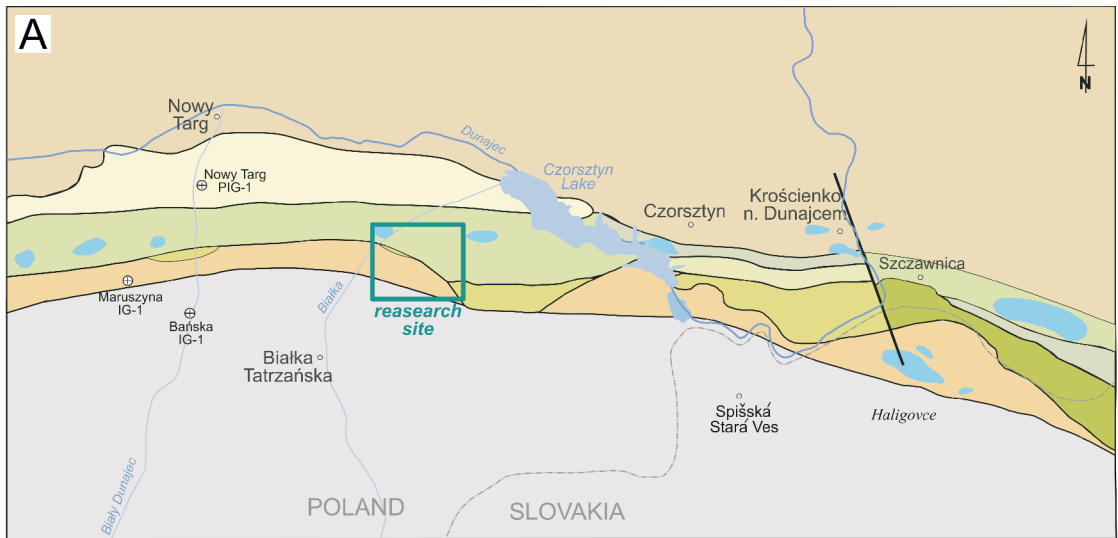 A
N
Nowy
Targ
Dunajec
Nowy Targ
PIG-1
Czorsztyn
Lake
Krościenko
n. Dunajcem
Czorsztyn
Szczawnica
Maruszyna
IG-1
Białka
reasearch
site
Bańska
IG-1
Białka
Tatrzańska
Spišská
Stará Ves
Haligovce
Biały Dunajec
POLAND
SLOVAKIA